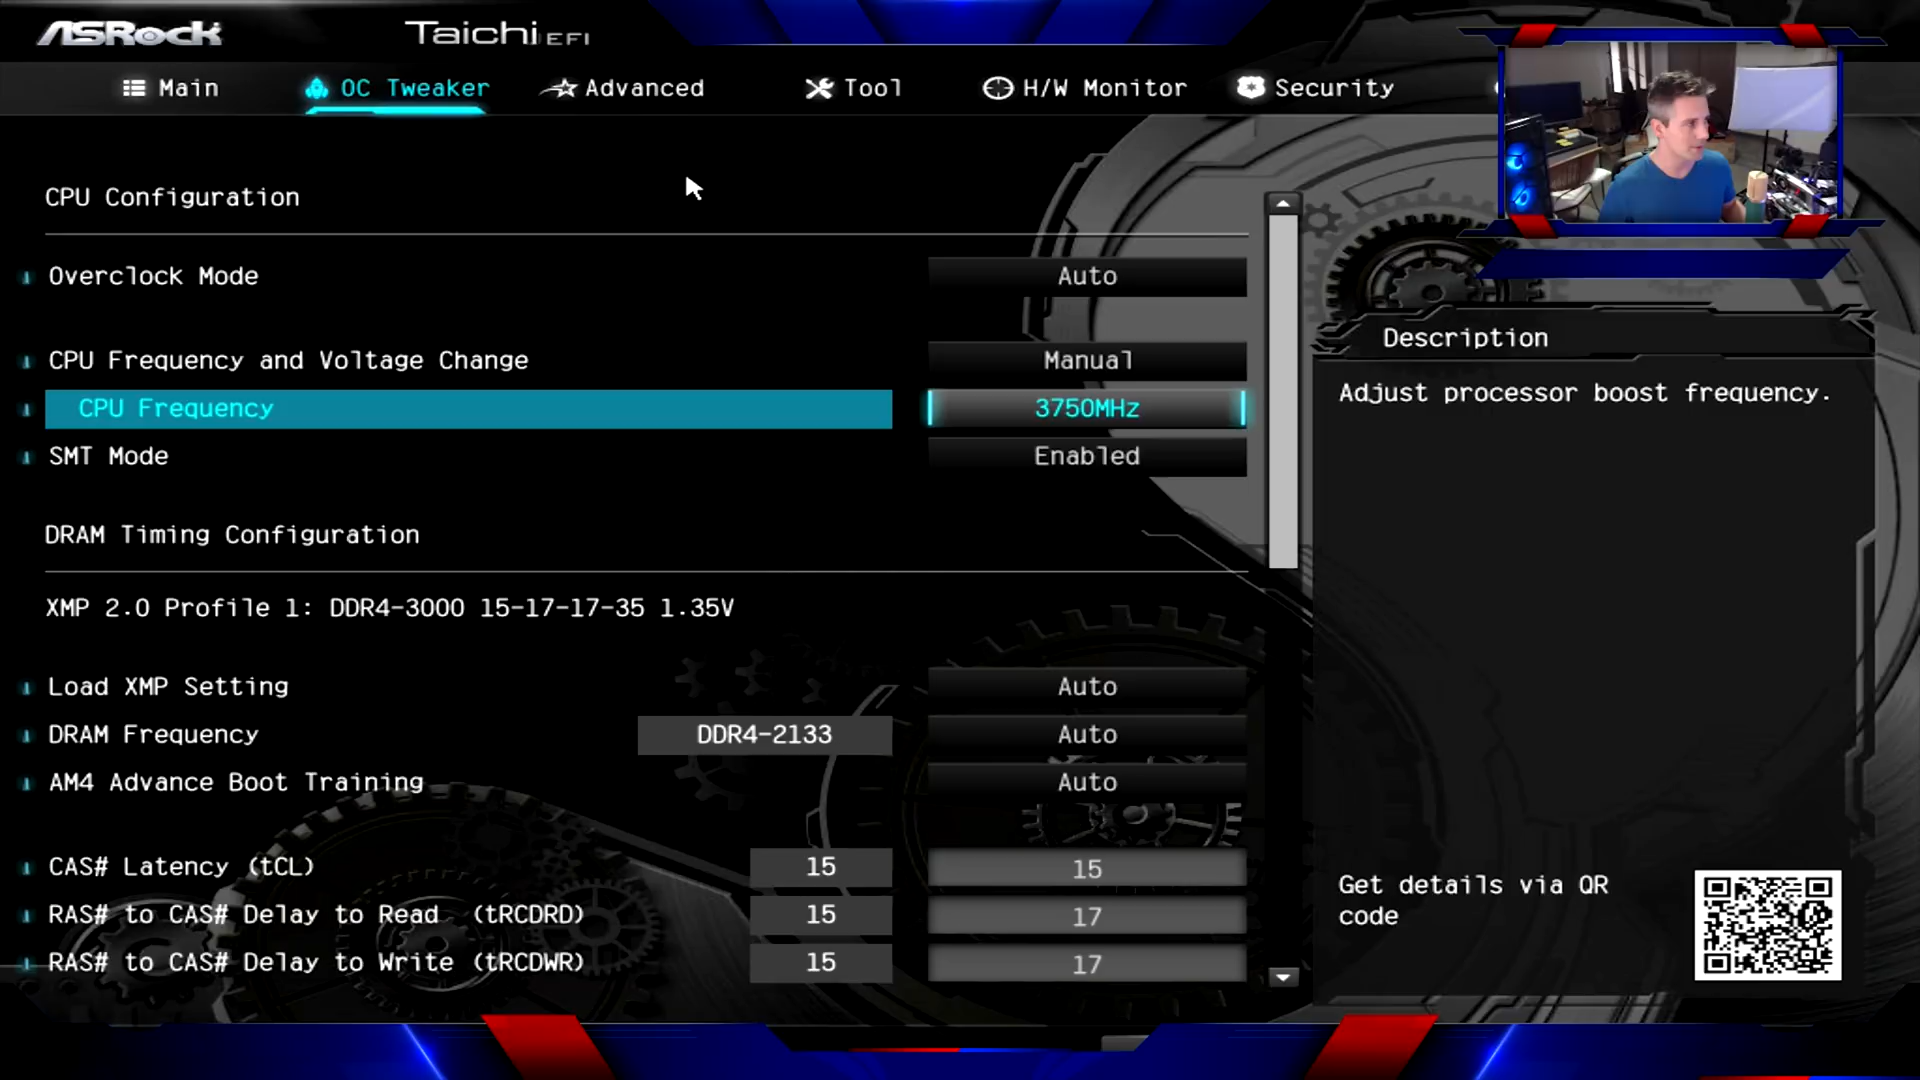 ASRock
Taichi EFI
Main
OC Tweaker
Advanced
Tool
H/W Monitor
Security
CPU Configuration
Overclock Mode Auto
CPU Frequency and Voltage Change Manual
CPU Frequency 3750MHz
SMT Mode Enabled
DRAM Timing Configuration
XMP 2.0 Profile 1: DDR4-3000 15-17-17-35 1.35V
Load XMP Setting Auto
DRAM Frequency DDR4-2133 Auto
AM4 Advance Boot Training Auto
CAS# Latency (tCL) 15 15
RAS# to CAS# Delay to Read (tRCDRD) 15 17
RAS# to CAS# Delay to Write (tRCDWR) 15 17
Description
Adjust processor boost frequency.
Get details via QR
code